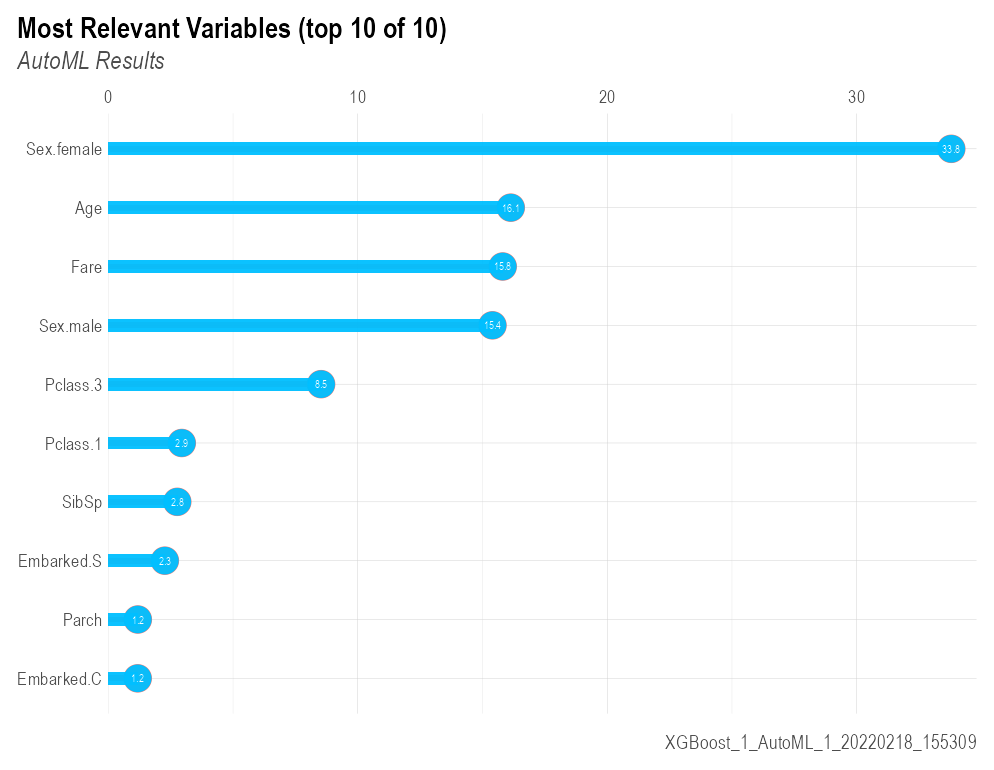 Most Relevant Variables (top 10 of 10)
AutoML Results
0 10 20 30
Sex.female 33.8
Age 16.1
Fare 15.8
Sex.male 15.4
Pclass.3 8.5
Pclass.1 2.9
SibSp 2.8
Embarked.S 2.3
Parch 1.2
Embarked.C 1.2
XGBoost_1_AutoML_1_20220218_155309